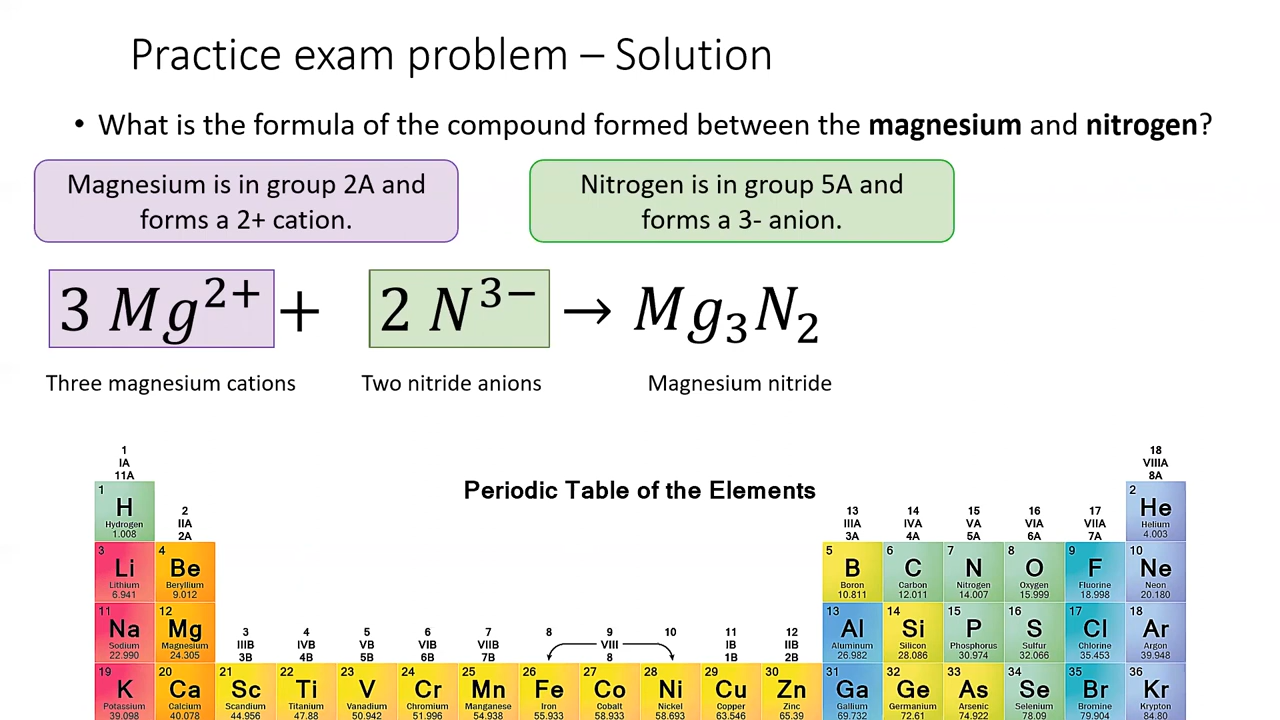 Practice exam problem – Solution
• What is the formula of the compound formed between the magnesium and nitrogen?
Magnesium is in group 2A and
forms a 2+ cation.
Nitrogen is in group 5A and
forms a 3- anion.
3 Mg²⁺ + 2 N³⁻ → Mg₃N₂
Three magnesium cations Two nitride anions Magnesium nitride
Periodic Table of the Elements
1
IA
11A
18
VIIIA
8A
1
H
Hydrogen
1.008
2
IIA
2A
13
IIIA
3A
14
IVA
4A
15
VA
5A
16
VIA
6A
17
VIIA
7A
2
He
Helium
4.003
3
Li
Lithium
6.941
4
Be
Beryllium
9.012
5
B
Boron
10.811
6
C
Carbon
12.011
7
N
Nitrogen
14.007
8
O
Oxygen
15.999
9
F
Fluorine
18.998
10
Ne
Neon
20.180
11
Na
Sodium
22.990
12
Mg
Magnesium
24.305
3
IIIB
3B
4
IVB
4B
5
VB
5B
6
VIB
6B
7
VIIB
7B
8
9
10
VIII
8
11
IB
1B
12
IIB
2B
13
Al
Aluminum
26.982
14
Si
Silicon
28.086
15
P
Phosphorus
30.974
16
S
Sulfur
32.066
17
Cl
Chlorine
35.453
18
Ar
Argon
39.948
19
K
Potassium
39.098
20
Ca
Calcium
40.078
21
Sc
Scandium
44.956
22
Ti
Titanium
47.88
23
V
Vanadium
50.942
24
Cr
Chromium
51.996
25
Mn
Manganese
54.938
26
Fe
Iron
55.933
27
Co
Cobalt
58.933
28
Ni
Nickel
58.693
29
Cu
Copper
63.546
30
Zn
Zinc
65.39
31
Ga
Gallium
69.732
32
Ge
Germanium
72.61
33
As
Arsenic
74.922
34
Se
Selenium
78.09
35
Br
Bromine
79.904
36
Kr
Krypton
84.80